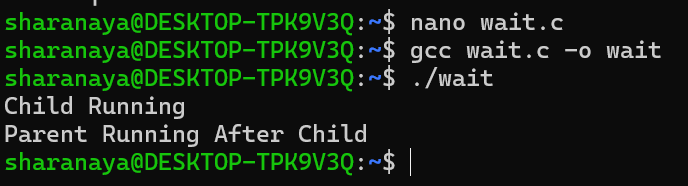 sharanaya@DESKTOP-TPK9V3Q:~$ nano wait.c
sharanaya@DESKTOP-TPK9V3Q:~$ gcc wait.c -o wait
sharanaya@DESKTOP-TPK9V3Q:~$ ./wait
Child Running
Parent Running After Child
sharanaya@DESKTOP-TPK9V3Q:~$